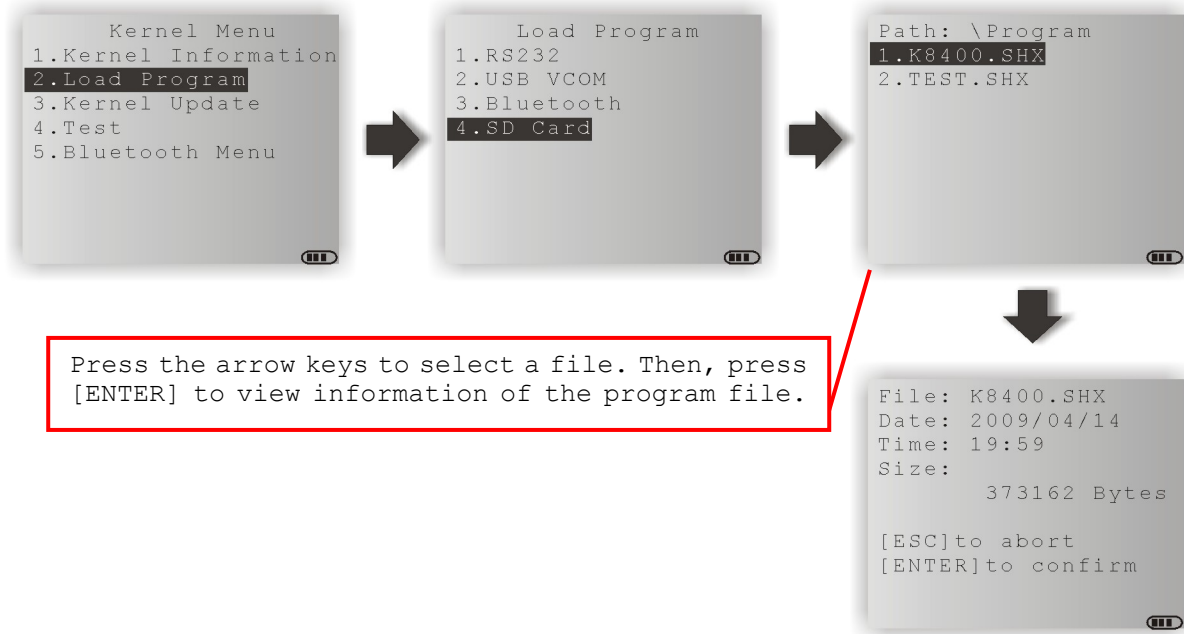 Kernel Menu
1.Kernel Information
2.Load Program
3.Kernel Update
4.Test
5.Bluetooth Menu
Load Program
1.RS232
2.USB VCOM
3.Bluetooth
4.SD Card
Path: \Program
1.K8400.SHX
2.TEST.SHX
Press the arrow keys to select a file. Then, press
[ENTER] to view information of the program file.
File: K8400.SHX
Date: 2009/04/14
Time: 19:59
Size:
373162 Bytes
[ESC]to abort
[ENTER]to confirm